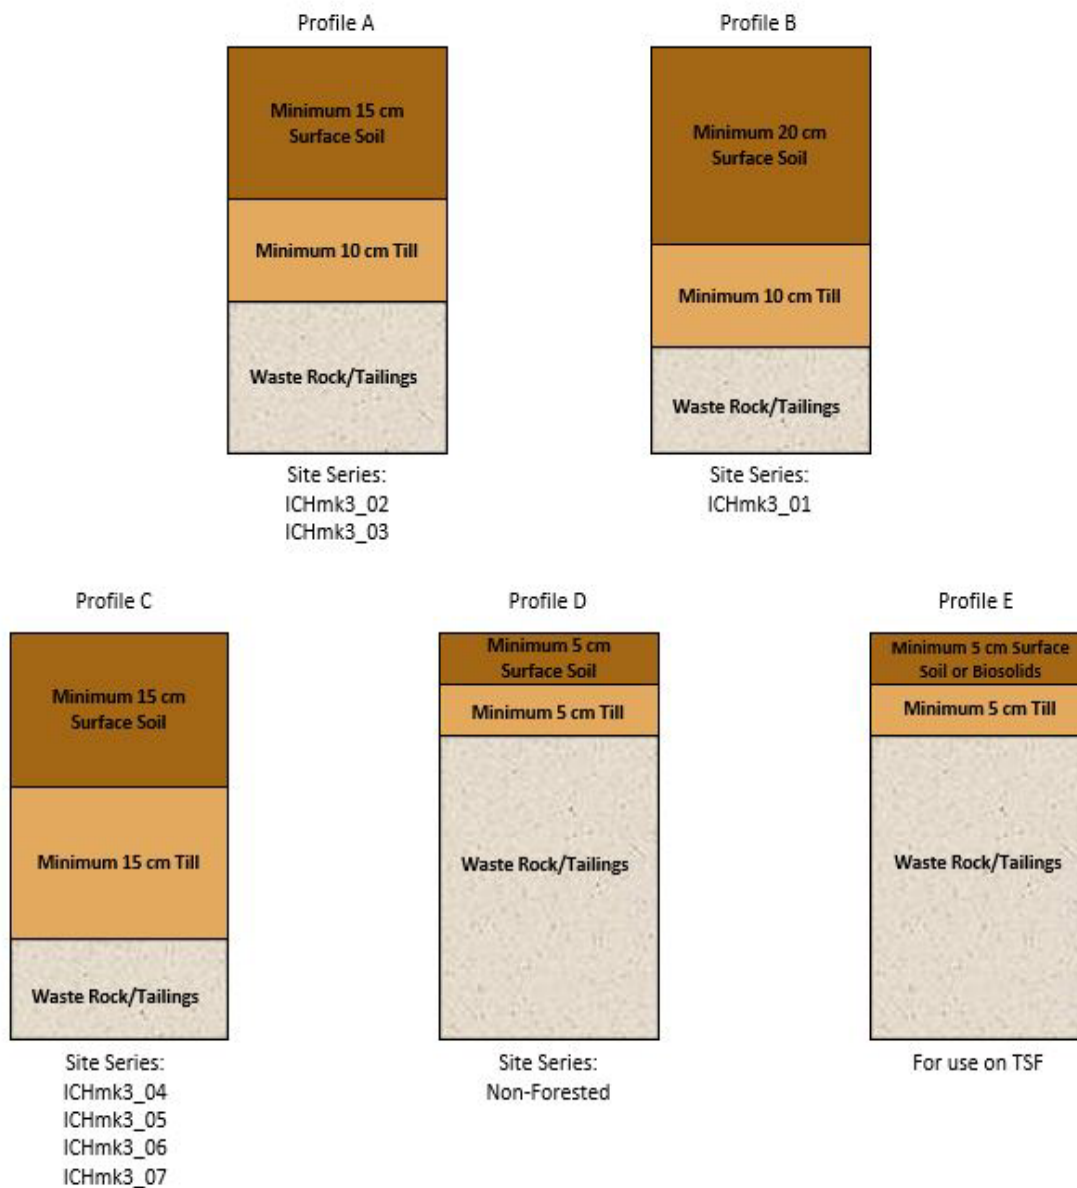 Profile A
Minimum 15 cm
Surface Soil
Minimum 10 cm Till
Waste Rock/Tailings
Site Series:
ICHmk3_02
ICHmk3_03
Profile B
Minimum 20 cm
Surface Soil
Minimum 10 cm Till
Waste Rock/Tailings
Site Series:
ICHmk3_01
Profile C
Minimum 15 cm
Surface Soil
Minimum 15 cm Till
Waste Rock/Tailings
Site Series:
ICHmk3_04
ICHmk3_05
ICHmk3_06
ICHmk3_07
Profile D
Minimum 5 cm
Surface Soil
Minimum 5 cm Till
Waste Rock/Tailings
Site Series:
Non-Forested
Profile E
Minimum 5 cm Surface
Soil or Biosolids
Minimum 5 cm Till
Waste Rock/Tailings
For use on TSF